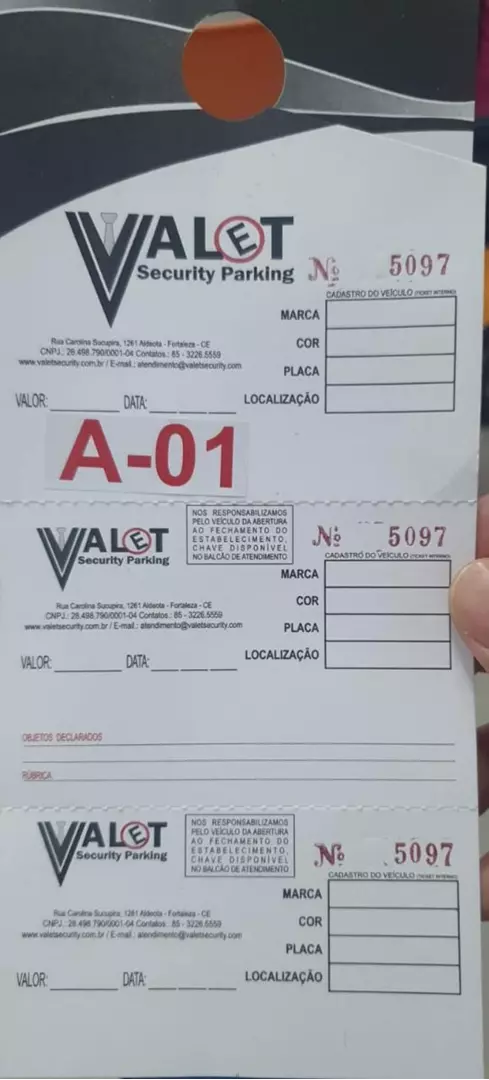 VALET
Security Parking
Nº 5097
CADASTRO DO VEÍCULO (TICKET INTERNO)
MARCA
COR
PLACA
LOCALIZAÇÃO
Rua Carolina Sucupira, 1261 Aldeota - Fortaleza - CE
CNPJ.: 28.498.790/0001-04 Contatos.: 85 - 3226.5559
www.valetsecurity.com.br / E-mail.: atendimento@valetsecurity.com
VALOR: DATA:
A-01
VALET
Security Parking
NOS RESPONSABILIZAMOS
PELO VEÍCULO DA ABERTURA
AO FECHAMENTO DO
ESTABELECIMENTO,
CHAVE DISPONÍVEL
NO BALCÃO DE ATENDIMENTO
Nº 5097
CADASTRO DO VEÍCULO (TICKET INTERNO)
MARCA
COR
PLACA
LOCALIZAÇÃO
Rua Carolina Sucupira, 1261 Aldeota - Fortaleza - CE
CNPJ.: 28.498.790/0001-04 Contatos.: 85 - 3226.5559
www.valetsecurity.com.br / E-mail.: atendimento@valetsecurity.com
VALOR: DATA:
OBJETOS DECLARADOS
RÚBRICA
VALET
Security Parking
NOS RESPONSABILIZAMOS
PELO VEÍCULO DA ABERTURA
AO FECHAMENTO DO
ESTABELECIMENTO,
CHAVE DISPONÍVEL
NO BALCÃO DE ATENDIMENTO
Nº 5097
CADASTRO DO VEÍCULO (TICKET INTERNO)
MARCA
COR
PLACA
LOCALIZAÇÃO
Rua Carolina Sucupira, 1261 Aldeota - Fortaleza - CE
CNPJ.: 28.498.790/0001-04 Contatos.: 85 - 3226.5559
www.valetsecurity.com.br / E-mail.: atendimento@valetsecurity.com
VALOR: DATA: